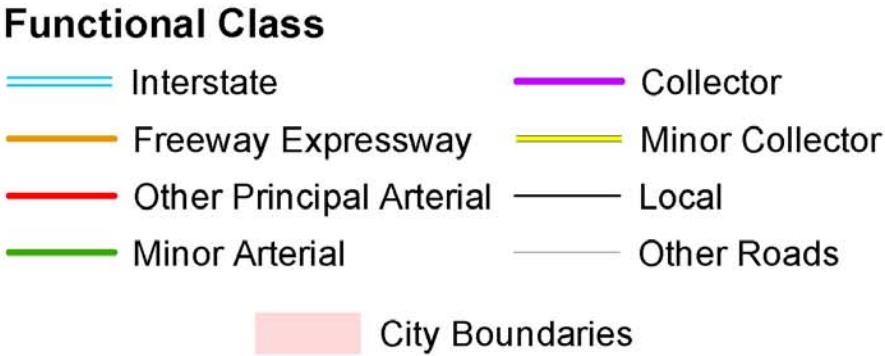 Functional Class
Interstate
Freeway Expressway
Other Principal Arterial
Minor Arterial
Collector
Minor Collector
Local
Other Roads
City Boundaries